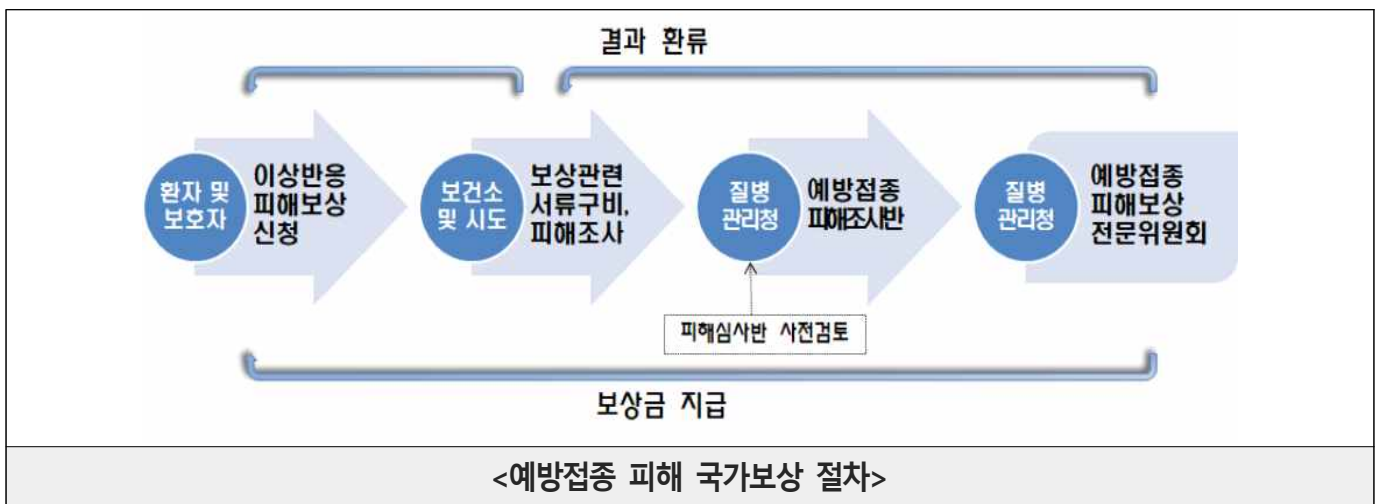 결과 환류
환자 및
보호자
이상반응
피해보상
신청
보건소
및 시도
보상관련
서류구비,
피해조사
질병
관리청
예방접종
피해조사반
질병
관리청
예방접종
피해보상
전문위원회
피해심사반 사전검토
보상금 지급
<예방접종 피해 국가보상 절차>